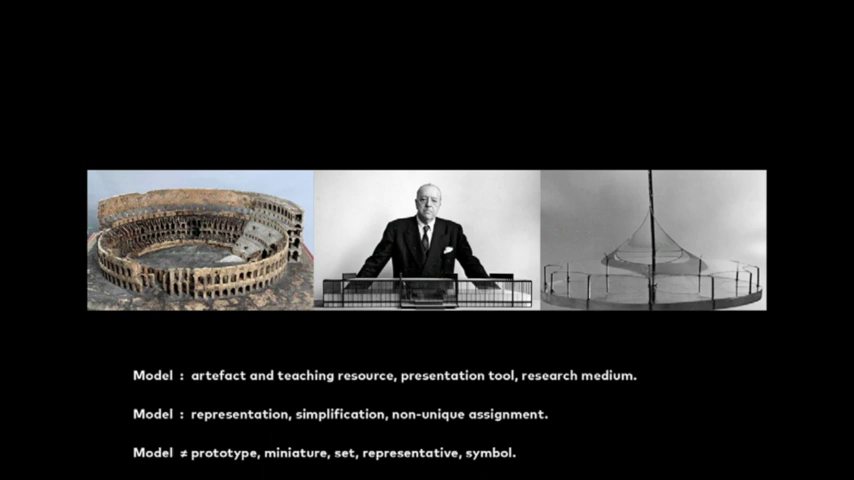 Model : artefact and teaching resource, presentation tool, research medium.
Model : representation, simplification, non-unique assignment.
Model ≠ prototype, miniature, set, representative, symbol.